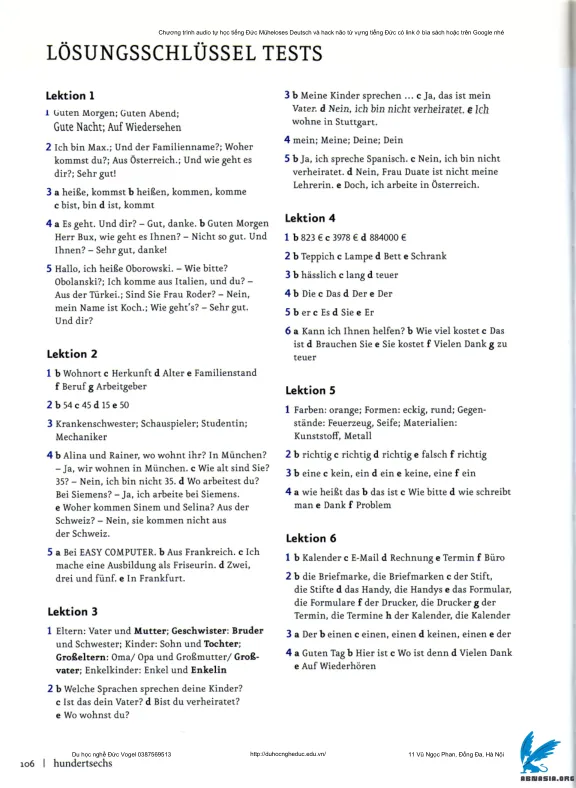 Chương trình audio tự học tiếng Đức Müheloses Deutsch và hack não từ vựng tiếng Đức có link ở bìa sách hoặc trên Google nhé
LÖSUNGSSCHLÜSSEL TESTS
Lektion 1
1 Guten Morgen; Guten Abend;
Gute Nacht; Auf Wiedersehen
2 Ich bin Max.; Und der Familienname?; Woher
kommst du?; Aus Österreich.; Und wie geht es
dir?; Sehr gut!
3 a heiße, kommst b heißen, kommen, komme
c bist, bin d ist, kommt
4 a Es geht. Und dir? – Gut, danke. b Guten Morgen
Herr Bux, wie geht es Ihnen? – Nicht so gut. Und
Ihnen? – Sehr gut, danke!
5 Hallo, ich heiße Oborowski. – Wie bitte?
Obolanski?; Ich komme aus Italien, und du? –
Aus der Türkei.; Sind Sie Frau Roder? – Nein,
mein Name ist Koch.; Wie geht's? – Sehr gut.
Und dir?
Lektion 2
1 b Wohnort c Herkunft d Alter e Familienstand
f Beruf g Arbeitgeber
2 b 54 c 45 d 15 e 50
3 Krankenschwester; Schauspieler; Studentin;
Mechaniker
4 b Alina und Rainer, wo wohnt ihr? In München?
– Ja, wir wohnen in München. c Wie alt sind Sie?
35? – Nein, ich bin nicht 35. d Wo arbeitest du?
Bei Siemens? – Ja, ich arbeite bei Siemens.
e Woher kommen Sinem und Selina? Aus der
Schweiz? – Nein, sie kommen nicht aus
der Schweiz.
5 a Bei EASY COMPUTER. b Aus Frankreich. c Ich
mache eine Ausbildung als Friseurin. d Zwei,
drei und fünf. e In Frankfurt.
Lektion 3
1 Eltern: Vater und Mutter; Geschwister: Bruder
und Schwester; Kinder: Sohn und Tochter;
Großeltern: Oma/ Opa und Großmutter/ Groß-
vater; Enkelkinder: Enkel und Enkelin
2 b Welche Sprachen sprechen deine Kinder?
c Ist das dein Vater? d Bist du verheiratet?
e Wo wohnst du?
3 b Meine Kinder sprechen ... c Ja, das ist mein
Vater. d Nein, ich bin nicht verheiratet. e Ich
wohne in Stuttgart.
4 mein; Meine; Deine; Dein
5 b Ja, ich spreche Spanisch. c Nein, ich bin nicht
verheiratet. d Nein, Frau Duate ist nicht meine
Lehrerin. e Doch, ich arbeite in Österreich.
Lektion 4
1 b 823 € c 3978 € d 884000 €
2 b Teppich c Lampe d Bett e Schrank
3 b hässlich c lang d teuer
4 b Die c Das d Der e Der
5 b er c Es d Sie e Er
6 a Kann ich Ihnen helfen? b Wie viel kostet c Das
ist d Brauchen Sie e Sie kostet f Vielen Dank g zu
teuer
Lektion 5
1 Farben: orange; Formen: eckig, rund; Gegen-
stände: Feuerzeug, Seife; Materialien:
Kunststoff, Metall
2 b richtig c richtig d richtig e falsch f richtig
3 b eine c kein, ein d ein e keine, eine f ein
4 a wie heißt das b das ist c Wie bitte d wie schreibt
man e Dank f Problem
Lektion 6
1 b Kalender c E-Mail d Rechnung e Termin f Büro
2 b die Briefmarke, die Briefmarken c der Stift,
die Stifte d das Handy, die Handys e das Formular,
die Formulare f der Drucker, die Drucker g der
Termin, die Termine h der Kalender, die Kalender
3 a Der b einen c einen, einen d keinen, einen e der
4 a Guten Tag b Hier ist c Wo ist denn d Vielen Dank
e Auf Wiederhören
Du học nghề Đức Vogel 0387569513
http://duhocngheduc.edu.vn/
11 Vũ Ngọc Phan, Đống Đa, Hà Nội
106 | hundertsechs
ABNASIA.ORG